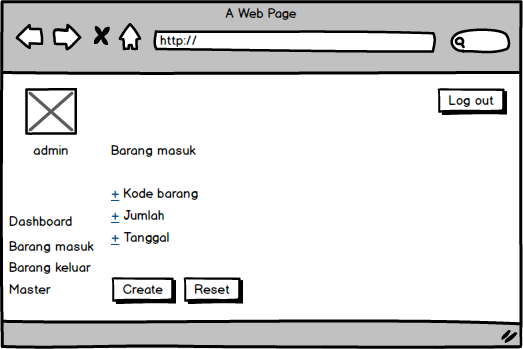 A Web Page
http://
Log out
admin
Barang masuk
+ Kode barang
+ Jumlah
+ Tanggal
Dashboard
Barang masuk
Barang keluar
Master
Create
Reset